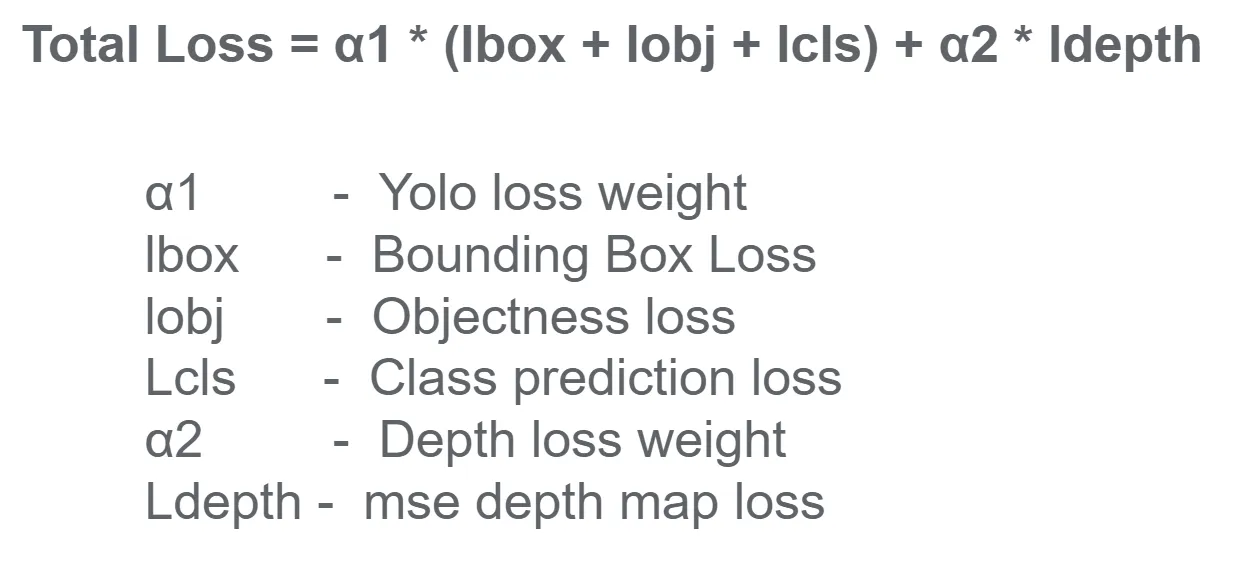 Total Loss = α1 * (lbox + lobj + lcls) + α2 * ldepth
α1 - Yolo loss weight
lbox - Bounding Box Loss
lobj - Objectness loss
Lcls - Class prediction loss
α2 - Depth loss weight
Ldepth - mse depth map loss